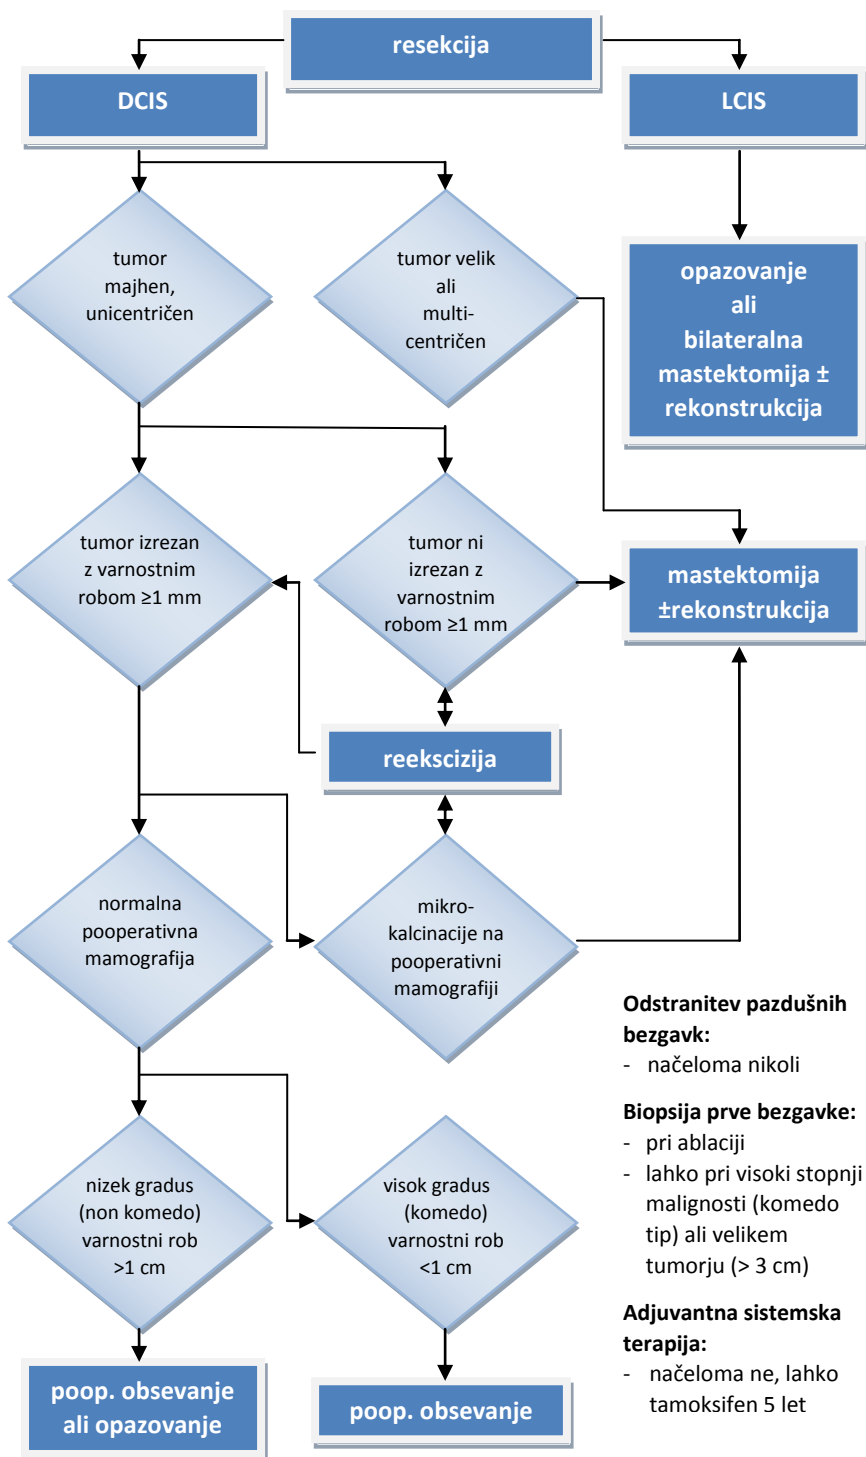 resekcija
DCIS
LCIS
tumor
majhen,
unicentričen
tumor velik
ali
multi-
centričen
opazovanje
ali
bilateralna
mastektomija ±
rekonstrukcija
tumor izrezan
z varnostnim
robom ≥1 mm
tumor ni
izrezan z
varnostnim
robom ≥1 mm
mastektomija
±rekonstrukcija
reekscizija
normalna
pooperativna
mamografija
mikro-
kalcinacije na
pooperativni
mamografiji
nizek gradus
(non komedo)
varnostni rob
>1 cm
visok gradus
(komedo)
varnostni rob
<1 cm
poop. obsevanje
ali opazovanje
poop. obsevanje
Odstranitev pazdušnih
bezgavk:
- načeloma nikoli
Biopsija prve bezgavke:
- pri ablaciji
- lahko pri visoki stopnji
malignosti (komedo
tip) ali velikem
tumorju (> 3 cm)
Adjuvantna sistemska
terapija:
- načeloma ne, lahko
tamoksifen 5 let